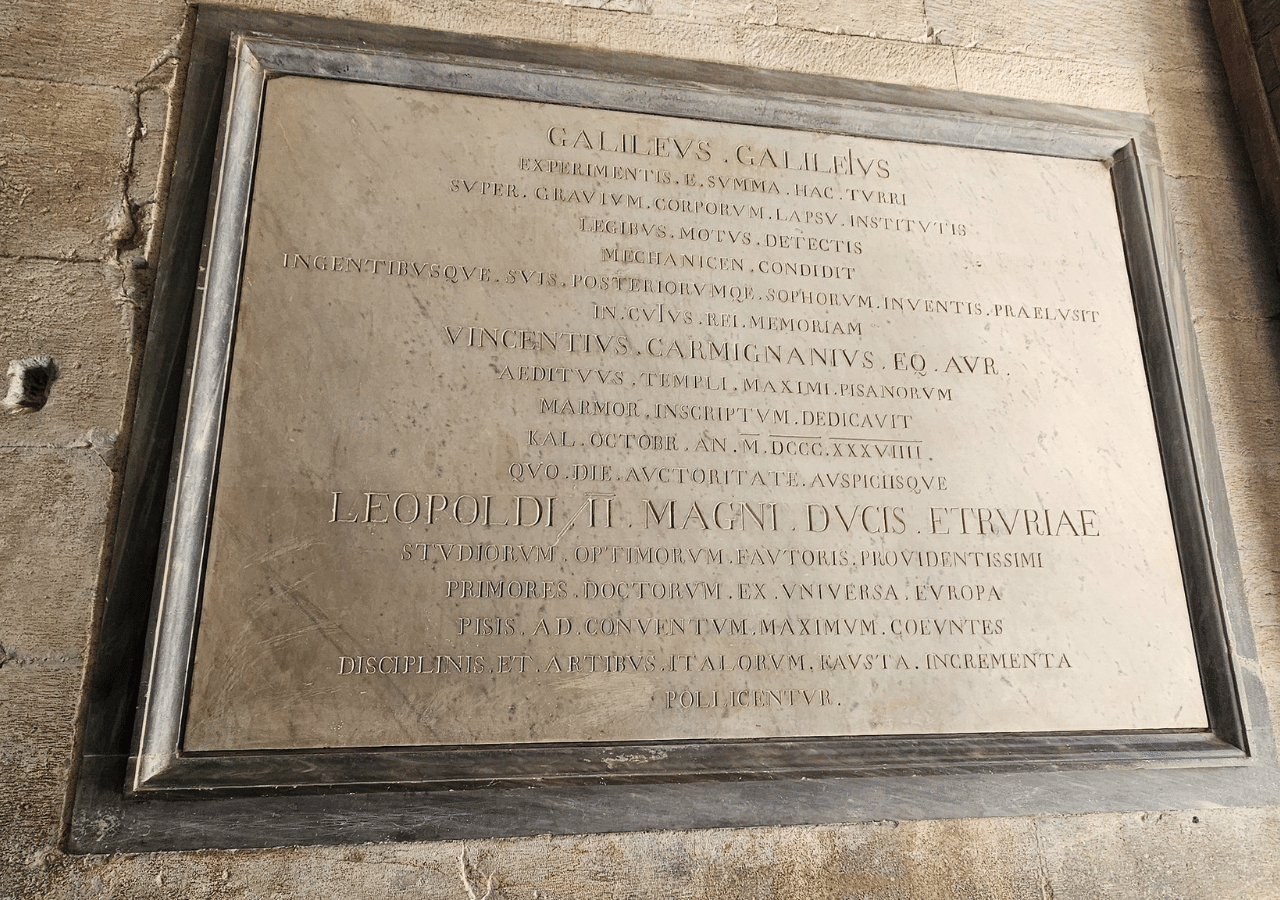 GALILEVS . GALILEIVS
EXPERIMENTIS . E . SVMMA . HAC . TVRRI
SVPER . GRAVIVM . CORPORVM . LAPSV . INSTITVTIS
LEGIBVS . MOTVS . DETECTIS
MECHANICEN . CONDIDIT
INGENTIBVSQVE . SVIS . POSTERIORVMQE . SOPHORVM . INVENTIS . PRAELVSIT
IN . CVIVS . REI . MEMORIAM
VINCENTIVS . CARMIGNANIVS . EQ . AVR .
AEDITVVS . TEMPLI . MAXIMI . PISANORVM
MARMOR . INSCRIPTVM . DEDICAVIT
KAL . OCTOBR . AN . M . DCCC . XXXVIIII .
QVO . DIE . AVCTORITATE . AVSPICIISQVE
LEOPOLDI II . MAGNI . DVCIS . ETRVRIAE
STVDIORVM . OPTIMORVM . FAVTORIS . PROVIDENTISSIMI
PRIMORES . DOCTORVM . EX . VNIVERSA . EVROPA
PISIS . AD . CONVENTVM . MAXIMVM . COEVNTES
DISCIPLINIS . ET . ARTIBVS . ITALORVM . FAVSTA . INCREMENTA
POLLICENTVR .